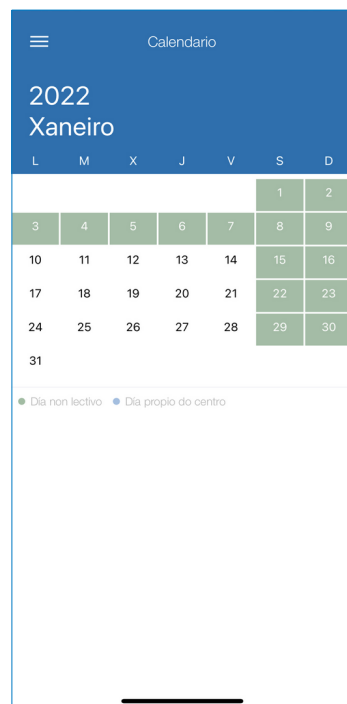 Calendario
2022
Xaneiro
L M X J V S D
1 2
3 4 5 6 7 8 9
10 11 12 13 14 15 16
17 18 19 20 21 22 23
24 25 26 27 28 29 30
31
Día non lectivo Día propio do centro